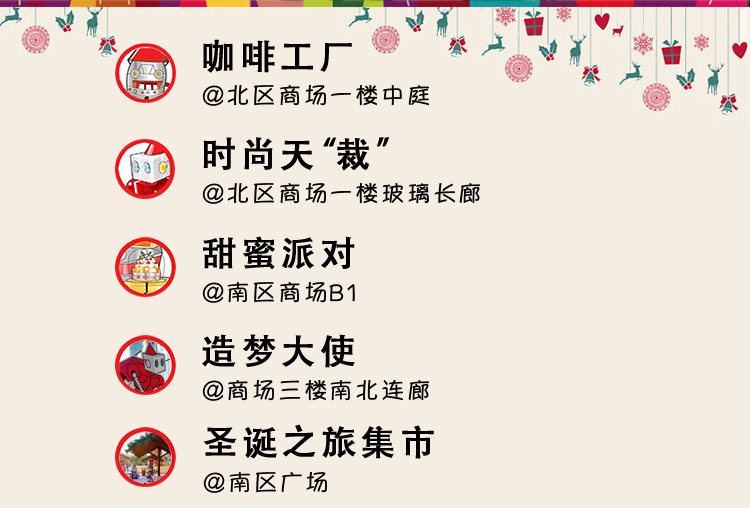 咖啡工厂
@北区商场一楼中庭
时尚天“裁”
@北区商场一楼玻璃长廊
甜蜜派对
@南区商场B1
造梦大使
@商场三楼南北连廊
圣诞之旅集市
@南区广场